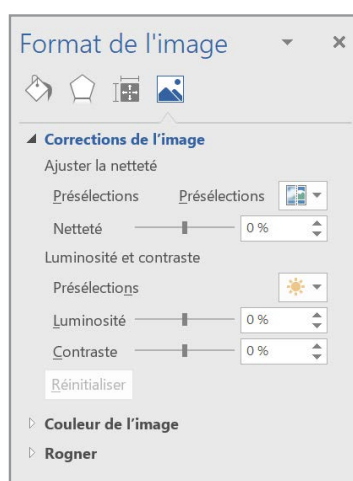 Format de l'image
Corrections de l'image
Ajuster la netteté
Présélections Présélections
Netteté 0 %
Luminosité et contraste
Présélections
Luminosité 0 %
Contraste 0 %
Réinitialiser
Couleur de l'image
Rogner